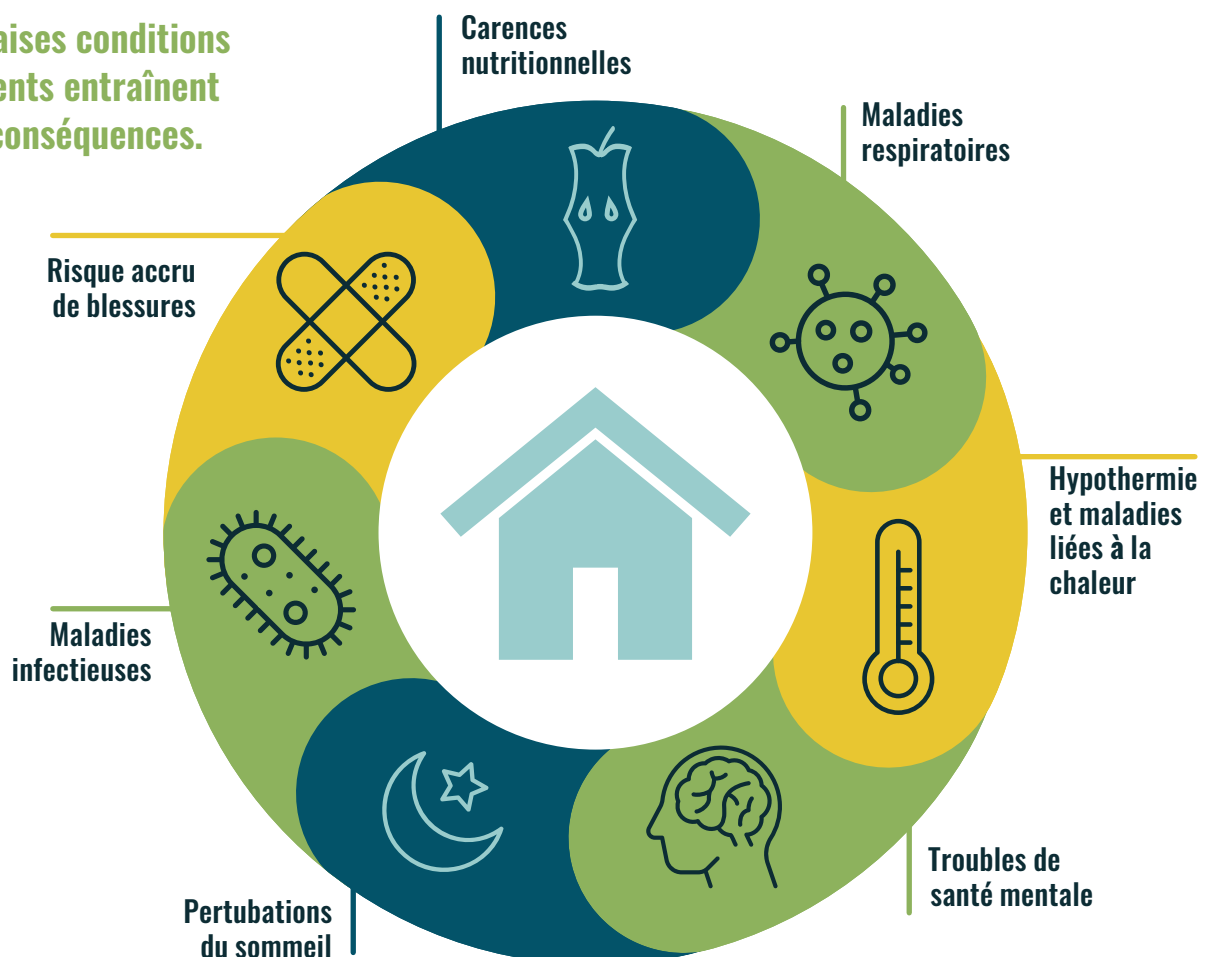 aises conditions
ents entraînent
conséquences.
Carences
nutritionnelles
Maladies
respiratoires
Hypothermie
et maladies
liées à la
chaleur
Troubles de
santé mentale
Pertubations
du sommeil
Maladies
infectieuses
Risque accru
de blessures